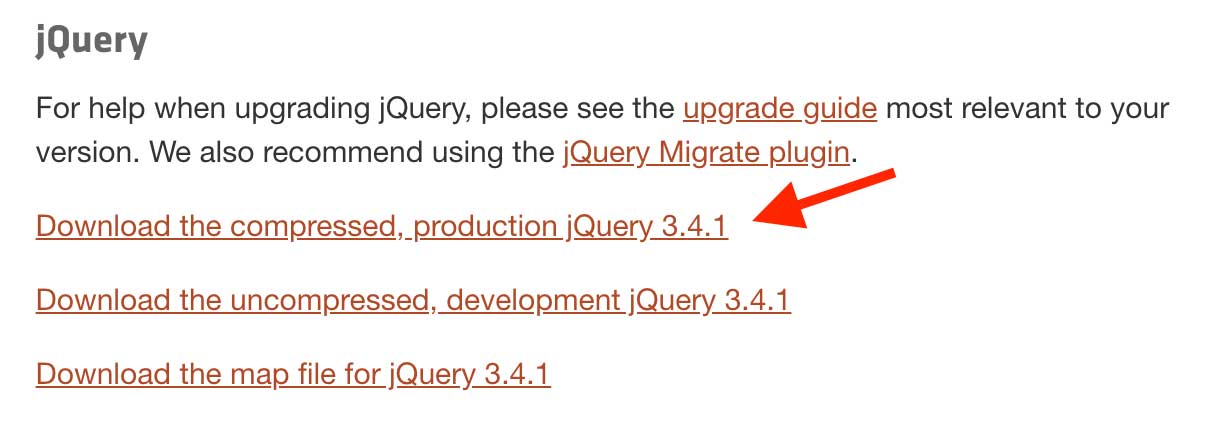 jQuery
For help when upgrading jQuery, please see the upgrade guide most relevant to your
version. We also recommend using the jQuery Migrate plugin.
Download the compressed, production jQuery 3.4.1
Download the uncompressed, development jQuery 3.4.1
Download the map file for jQuery 3.4.1